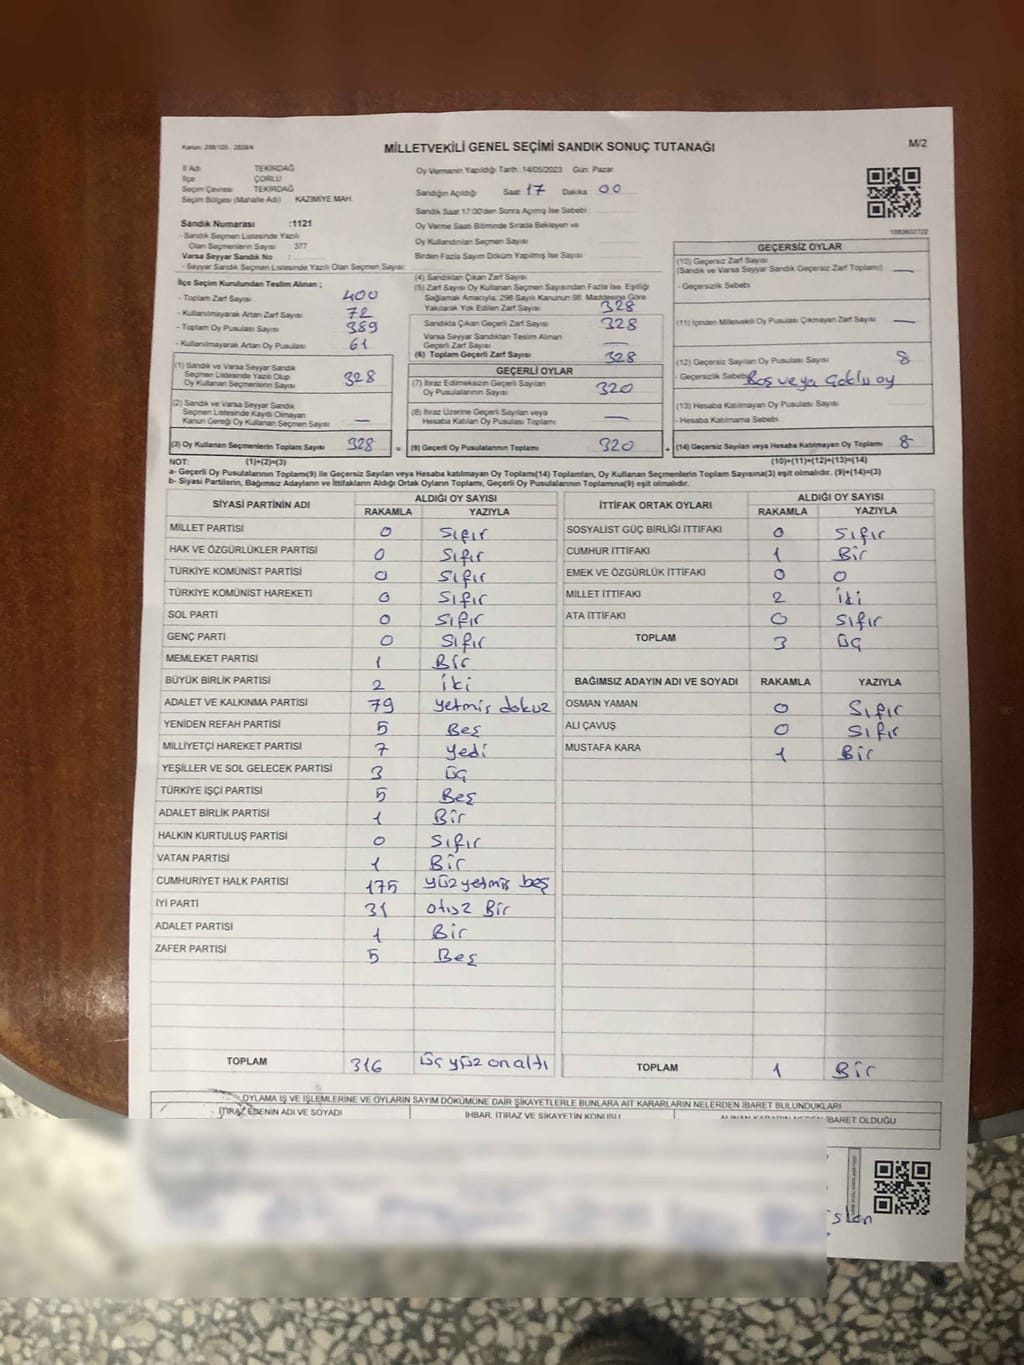 Kanun: 298/105 , 2839/4
MİLLETVEKİLİ GENEL SEÇİMİ SANDIK SONUÇ TUTANAĞI
M/2
İl Adı : TEKİRDAĞ
İlçe : ÇORLU
Seçim Çevresi : TEKİRDAĞ
Seçim Bölgesi (Mahalle Adı) : KAZIMİYE MAH.
Sandık Numarası :1121
- Sandık Seçmen Listesinde Yazılı
Olan Seçmenlerin Sayısı : 377
Varsa Seyyar Sandık No :
- Seyyar Sandık Seçmen Listesinde Yazılı Olan Seçmen Sayısı :
İlçe Seçim Kurulundan Teslim Alınan ;
- Toplam Zarf Sayısı : 400
- Kullanılmayarak Artan Zarf Sayısı : 72
- Toplam Oy Pusulası Sayısı : 389
- Kullanılmayarak Artan Oy Pusulası : 61
Oy Vermenin Yapıldığı Tarih :14/05/2023 Gün: Pazar
Sandığın Açıldığı Saat 17 Dakika 00
Sandık Saat 17:00'den Sonra Açımış İse Sebebi :
Oy Verme Saati Bitiminde Sırada Bekleyen ve
Oy Kullandırılan Seçmen Sayısı :
Birden Fazla Sayım Döküm Yapılmış İse Sayısı :
(4) Sandıktan Çıkan Zarf Sayısı
(5) Zarf Sayısı Oy Kullanan Seçmen Sayısından Fazla İse, Eşitliği
Sağlamak Amacıyla, 298 Sayılı Kanunun 98. Maddesine Göre
Yakılarak Yok Edilen Zarf Sayısı : 328
Sandıkta Çıkan Geçerli Zarf Sayısı : 328
Varsa Seyyar Sandıktan Teslim Alınan
Geçerli Zarf Sayısı : —
(6) Toplam Geçerli Zarf Sayısı : 328
GEÇERSİZ OYLAR
(10) Geçersiz Zarf Sayısı
(Sandık ve Varsa Seyyar Sandık Geçersiz Zarf Toplamı) : —
- Geçersizlik Sebebi :
(11) İçinden Milletvekili Oy Pusulası Çıkmayan Zarf Sayısı : —
(12) Geçersiz Sayılan Oy Pusulası Sayısı : 8
- Geçersizlik Sebebi : Boş veya çoklu oy
(13) Hesaba Katılmayan Oy Pusulası Sayısı :
- Hesaba Katılmama Sebebi :
(1) Sandık ve Varsa Seyyar Sandık
Seçmen Listesinde Yazılı Olup
Oy Kullanan Seçmenlerin Sayısı : 328
(2) Sandık ve Varsa Seyyar Sandık
Seçmen Listesinde Kayıtlı Olmayan
Kanun Gereği Oy Kullanan Seçmen Sayısı : —
GEÇERLİ OYLAR
(7) İtiraz Edilmeksizin Geçerli Sayılan
Oy Pusulalarının Sayısı : 320
(8) İtiraz Üzerine Geçerli Sayılan veya
Hesaba Katılan Oy Pusulası Toplamı : —
(3) Oy Kullanan Seçmenlerin Toplam Sayısı : 328 = (9) Geçerli Oy Pusulalarının Toplamı : 320 + (14) Geçersiz Sayılan veya Hesaba Katılmayan Oy Toplamı : 8
NOT: (1)+(2)=(3) (10)+(11)+(12)+(13)=(14)
a- Geçerli Oy Pusulalarının Toplamı(9) ile Geçersiz Sayılan veya Hesaba katılmayan Oy Toplamı(14) Toplamları, Oy Kullanan Seçmenlerin Toplam Sayısına(3) eşit olmalıdır. (9)+(14)=(3)
b- Siyasi Partilerin, Bağımsız Adayların ve İttifakların Aldığı Ortak Oyların Toplamı, Geçerli Oy Pusulalarının Toplamına(9) eşit olmalıdır.
SİYASİ PARTİNİN ADI ALDIĞI OY SAYISI
RAKAMLA YAZIYLA
MİLLET PARTİSİ 0 Sıfır
HAK VE ÖZGÜRLÜKLER PARTİSİ 0 Sıfır
TÜRKİYE KOMÜNİST PARTİSİ 0 Sıfır
TÜRKİYE KOMÜNİST HAREKETİ 0 Sıfır
SOL PARTİ 0 Sıfır
GENÇ PARTİ 0 Sıfır
MEMLEKET PARTİSİ 1 Bir
BÜYÜK BİRLİK PARTİSİ 2 iki
ADALET VE KALKINMA PARTİSİ 79 yetmiş dokuz
YENİDEN REFAH PARTİSİ 5 Beş
MİLLİYETÇİ HAREKET PARTİSİ 7 yedi
YEŞİLLER VE SOL GELECEK PARTİSİ 3 üç
TÜRKİYE İŞÇİ PARTİSİ 5 Beş
ADALET BİRLİK PARTİSİ 1 Bir
HALKIN KURTULUŞ PARTİSİ 0 Sıfır
VATAN PARTİSİ 1 Bir
CUMHURİYET HALK PARTİSİ 175 yüzyetmiş beş
İYİ PARTİ 31 otuz Bir
ADALET PARTİSİ 1 Bir
ZAFER PARTİSİ 5 Beş
TOPLAM 316 üç yüz on altı
İTTİFAK ORTAK OYLARI ALDIĞI OY SAYISI
RAKAMLA YAZIYLA
SOSYALİST GÜÇ BİRLİĞİ İTTİFAKI 0 Sıfır
CUMHUR İTTİFAKI 1 Bir
EMEK VE ÖZGÜRLÜK İTTİFAKI 0 0
MİLLET İTTİFAKI 2 iki
ATA İTTİFAKI 0 Sıfır
TOPLAM 3 üç
BAĞIMSIZ ADAYIN ADI VE SOYADI RAKAMLA YAZIYLA
OSMAN YAMAN 0 Sıfır
ALİ ÇAVUŞ 0 Sıfır
MUSTAFA KARA 1 Bir
TOPLAM 1 Bir
OYLAMA İŞ VE İŞLEMLERİNE VE OYLARIN SAYIM DÖKÜMÜNE DAİR ŞİKAYETLERLE BUNLARA AİT KARARLARIN NELERDEN İBARET BULUNDUKLARI
İTİRAZ EDENİN ADI VE SOYADI İHBAR, İTİRAZ VE ŞİKAYETİN KONUSU ALINAN KARARIN NEDEN İBARET OLDUĞU